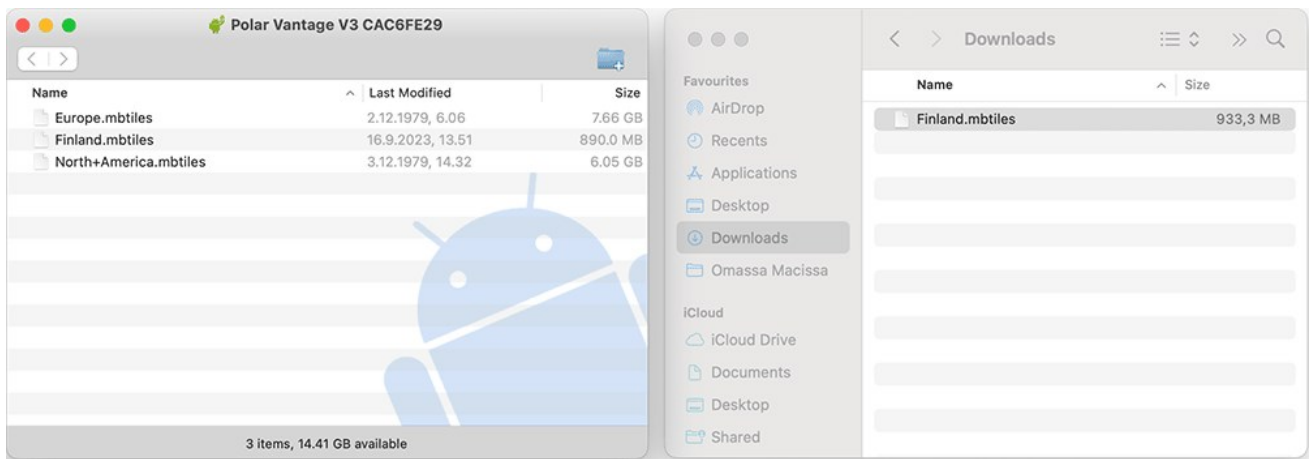 Polar Vantage V3 CAC6FE29
Name Last Modified Size
Europe.mbtiles 2.12.1979, 6.06 7.66 GB
Finland.mbtiles 16.9.2023, 13.51 890.0 MB
North+America.mbtiles 3.12.1979, 14.32 6.05 GB
3 items, 14.41 GB available
Favourites
AirDrop
Recents
Applications
Desktop
Downloads
Omassa Macissa
iCloud
iCloud Drive
Documents
Desktop
Shared
Downloads
Name Size
Finland.mbtiles 933,3 MB